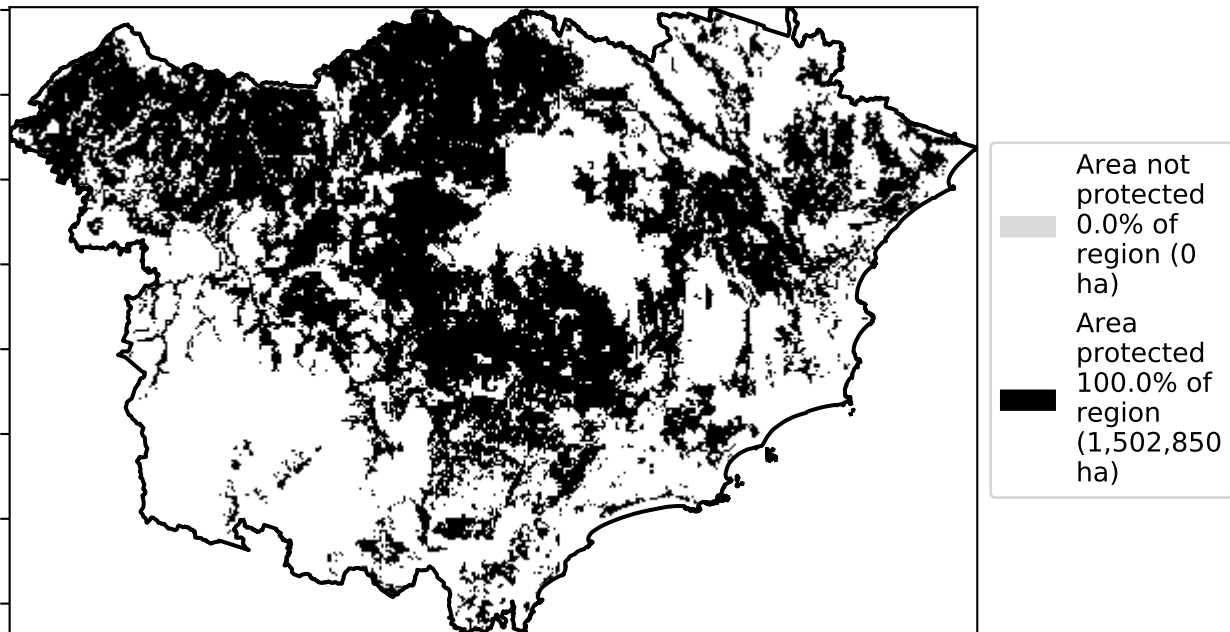 Area not
protected
0.0% of
region (0
ha)
Area
protected
100.0% of
region
(1,502,850
ha)